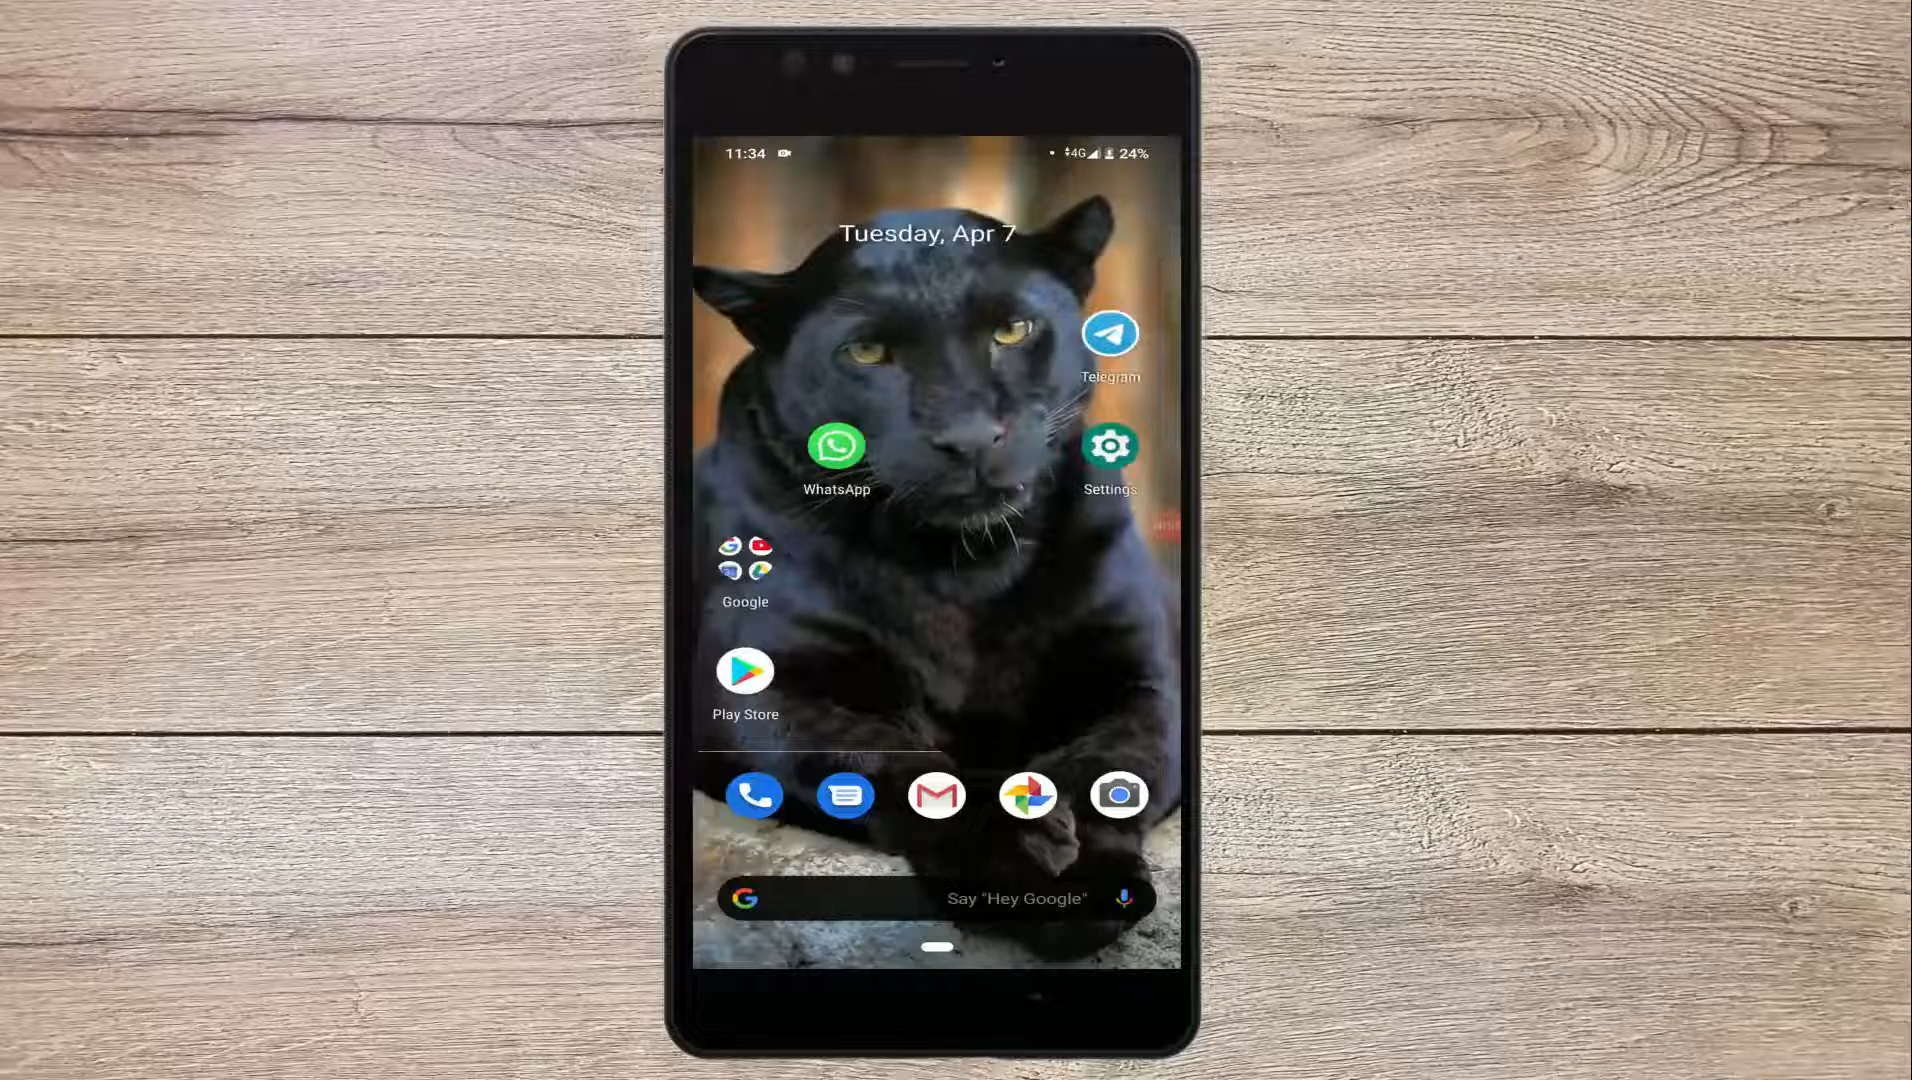 11:34
4G 24%
Tuesday, Apr 7
Telegram
WhatsApp
Settings
Google
Play Store
Say "Hey Google"